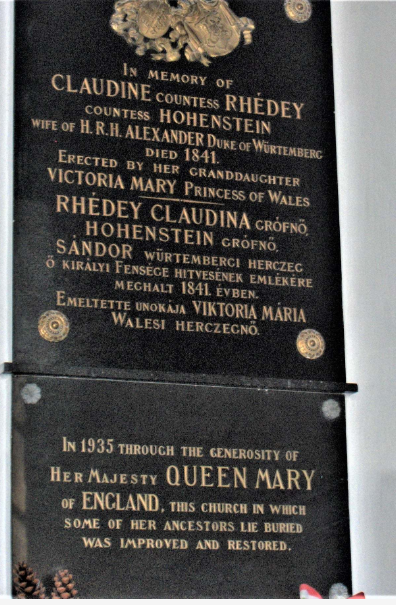 IN MEMORY OF
CLAUDINE COUNTESS RHÉDEY
COUNTESS HOHENSTEIN
WIFE OF H.R.H. ALEXANDER DUKE OF WÜRTEMBERG
DIED 1841.
ERECTED BY HER GRANDDAUGHTER
VICTORIA MARY PRINCESS OF WALES
RHÉDEY CLAUDINA GRÓFNŐ,
HOHENSTEIN GRÓFNŐ.
SÁNDOR WÜRTEMBERGI HERCZEG
Ő KIRÁLYI FENSÉGE HITVESÉNEK EMLÉKÉRE
MEGHALT 1841. ÉVBEN.
EMELTETTE UNOKÁJA VIKTORIA MÁRIA
WALESI HERCZEGNŐ.
IN 1935 THROUGH THE GENEROSITY OF
HER MAJESTY QUEEN MARY
OF ENGLAND, THIS CHURCH IN WHICH
SOME OF HER ANCESTORS LIE BURIED
WAS IMPROVED AND RESTORED.